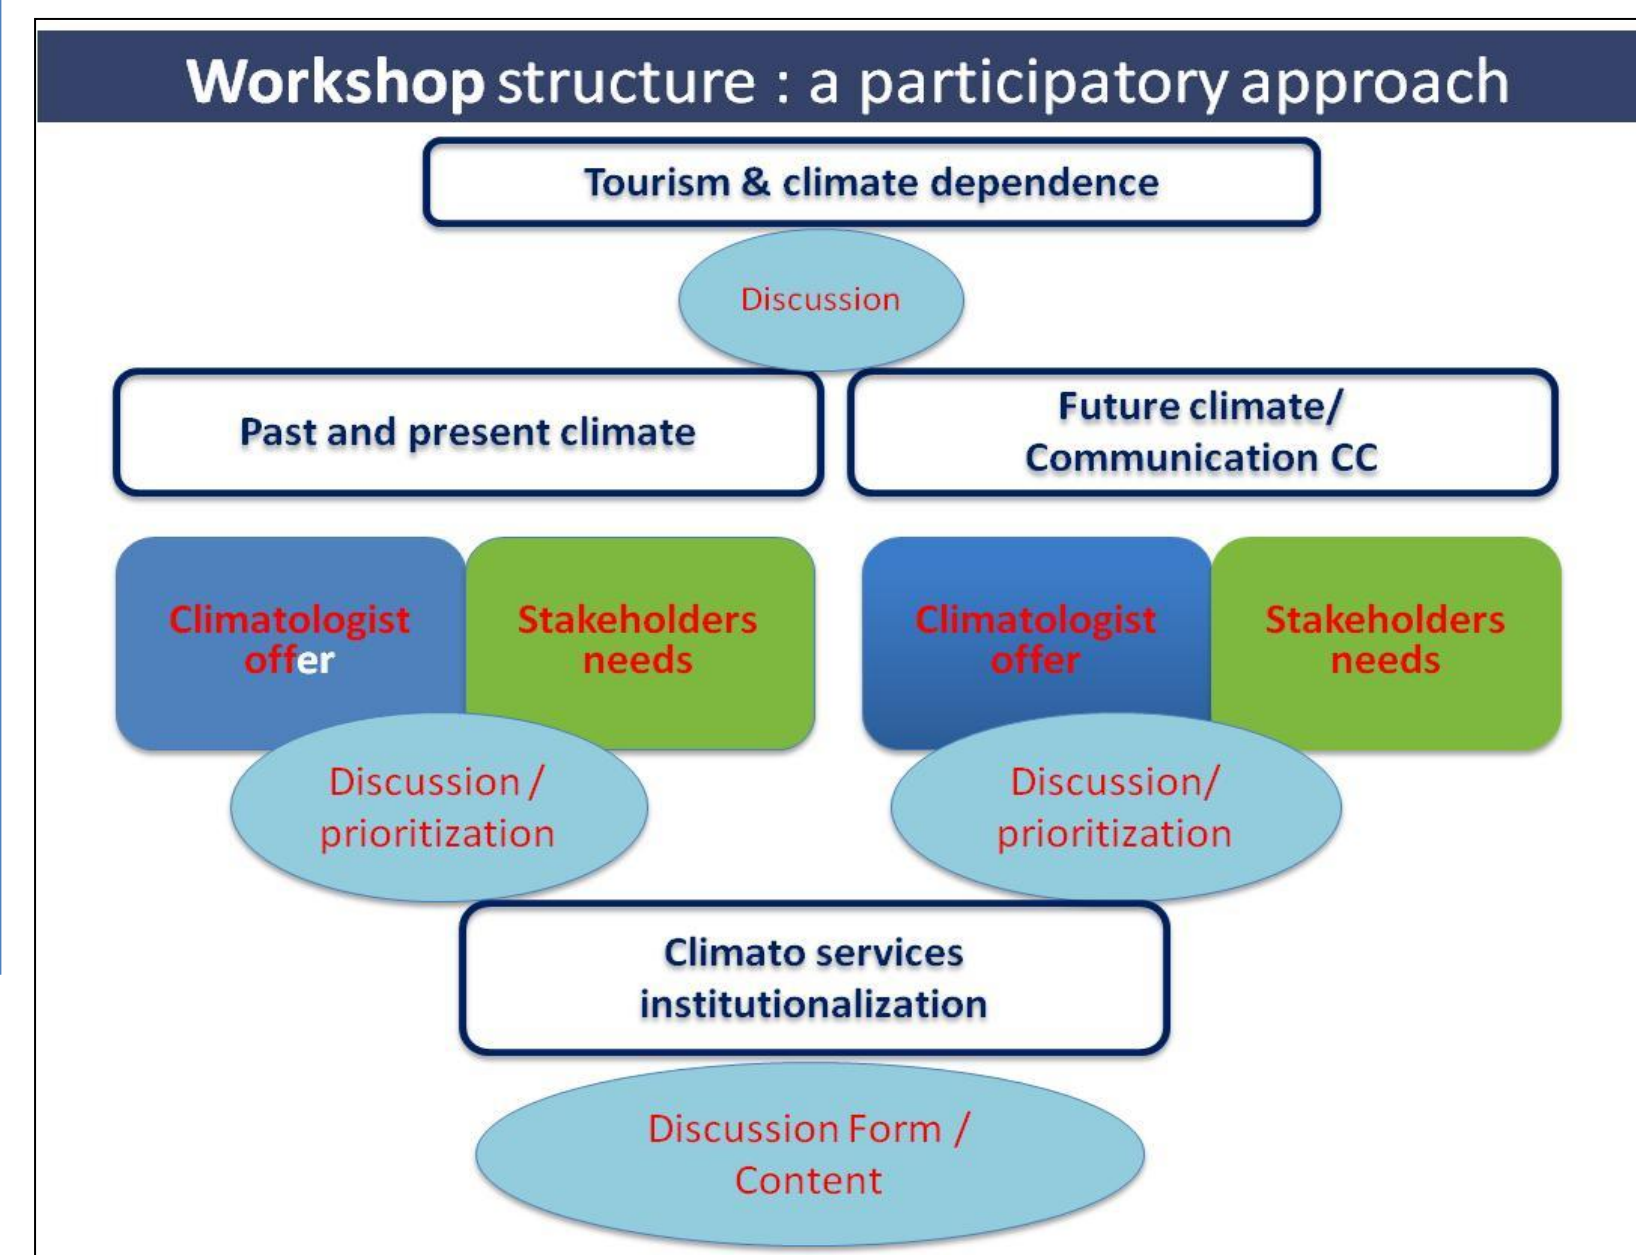 Workshop structure : a participatory approach
Tourism & climate dependence
Discussion
Past and present climate
Future climate/
Communication CC
Climatologist
offer
Stakeholders
needs
Climatologist
offer
Stakeholders
needs
Discussion /
prioritization
Discussion/
prioritization
Climato services
institutionalization
Discussion Form /
Content